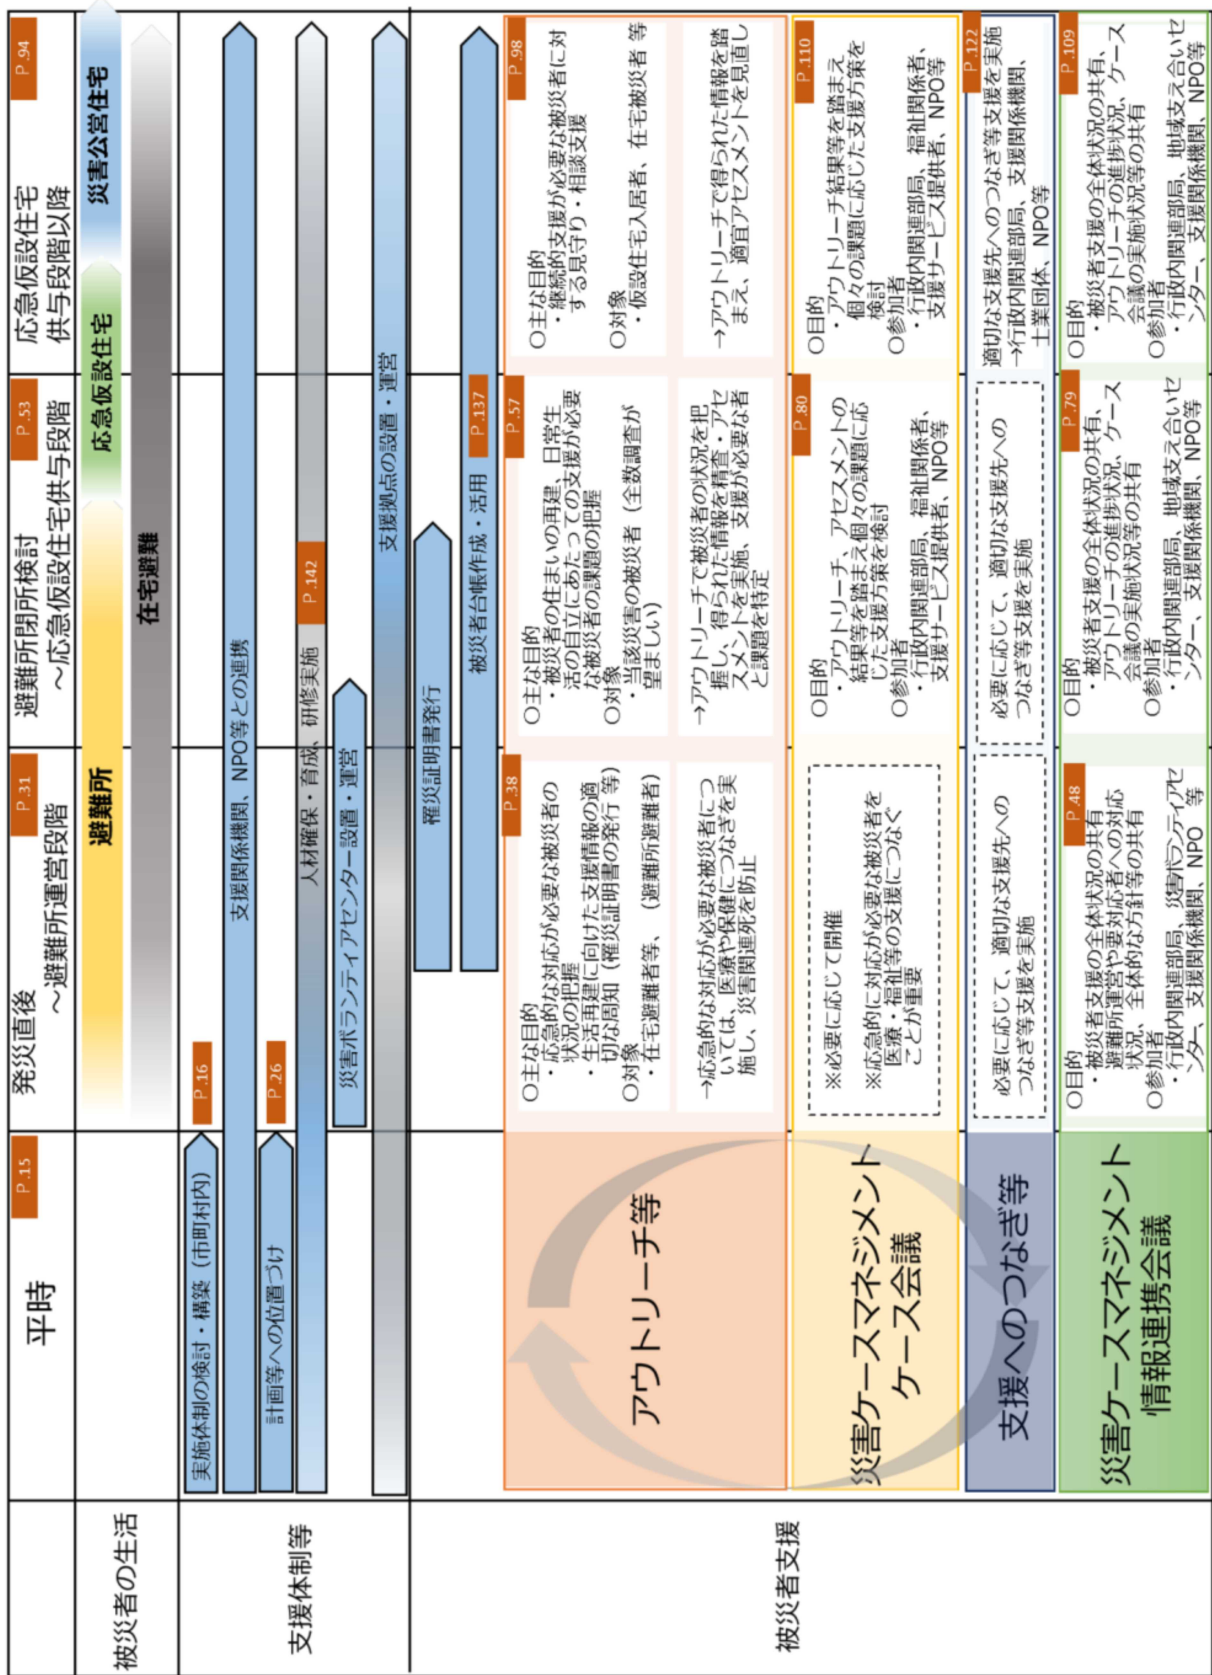 平時
P.15
発災直後
~避難所運営段階
P.31
避難所閉所検討
~応急仮設住宅供与段階
P.53
応急仮設住宅
供与段階以降
P.94
被災者の生活
避難所
応急仮設住宅
災害公営住宅
在宅避難
支援体制等
実施体制の検討・構築（市町村内）
P.16
支援関係機関、NPO等との連携
計画等への位置づけ
P.26
人材確保・育成、研修実施
P.142
災害ボランティアセンター設置・運営
支援拠点の設置・運営
被災者支援
罹災証明書発行
被災者台帳作成・活用
P.137
アウトリーチ等
P.38
○主な目的
・応急的な対応が必要な被災者の
状況の把握
・生活再建に向けた支援情報の適
切な周知（罹災証明書の発行 等）
○対象
・在宅避難者等、（避難所避難者）
→応急的な対応が必要な被災者につ
いては、医療や保健につなぎを実
施し、災害関連死を防止
P.57
○主な目的
・被災者の住まいの再建、日常生
活の自立にあたっての支援が必要
な被災者の課題の把握
○対象
・当該災害の被災者（全数調査が
望ましい）
→アウトリーチで被災者の状況を把
握し、得られた情報を精査・アセ
スメントを実施、支援が必要な者
と課題を特定
P.98
○主な目的
・継続的支援が必要な被災者に対
する見守り・相談支援
○対象
・仮設住宅入居者、在宅被災者 等
→アウトリーチで得られた情報を踏
まえ、適宜アセスメントを見直し
災害ケースマネジメント
ケース会議
※必要に応じて開催
※応急的に対応が必要な被災者を
医療・福祉等の支援につなぐ
ことが重要
P.80
○目的
・アウトリーチ、アセスメントの
結果等を踏まえ個々の課題に応
じた支援方策を検討
○参加者
・行政内関連部局、福祉関係者、
支援サービス提供者、NPO等
P.110
○目的
・アウトリーチ結果等を踏まえ
個々の課題に応じた支援方策を
検討
○参加者
・行政内関連部局、福祉関係者、
支援サービス提供者、NPO等
支援へのつなぎ等
必要に応じて、適切な支援先への
つなぎ等支援を実施
必要に応じて、適切な支援先への
つなぎ等支援を実施
P.122
適切な支援先へのつなぎ等支援を実施
→行政内関連部局、支援関係機関、
士業団体、NPO等
災害ケースマネジメント
情報連携会議
P.48
○目的
・被災者支援の全体状況の共有
避難所運営や要対応者への対応
状況、全体的な方針等の共有
○参加者
・行政内関連部局、災害ボランティアセ
ンター、支援関係機関、NPO 等
P.79
○目的
・被災者支援の全体状況の共有、
アウトリーチの進捗状況、ケース
会議の実施状況等の共有
○参加者
・行政内関連部局、地域支え合いセ
ンター、支援関係機関、NPO等
P.109
○目的
・被災者支援の全体状況の共有、
アウトリーチの進捗状況、ケース
会議の実施状況等の共有
○参加者
・行政内関連部局、地域支え合いセ
ンター、支援関係機関、NPO等